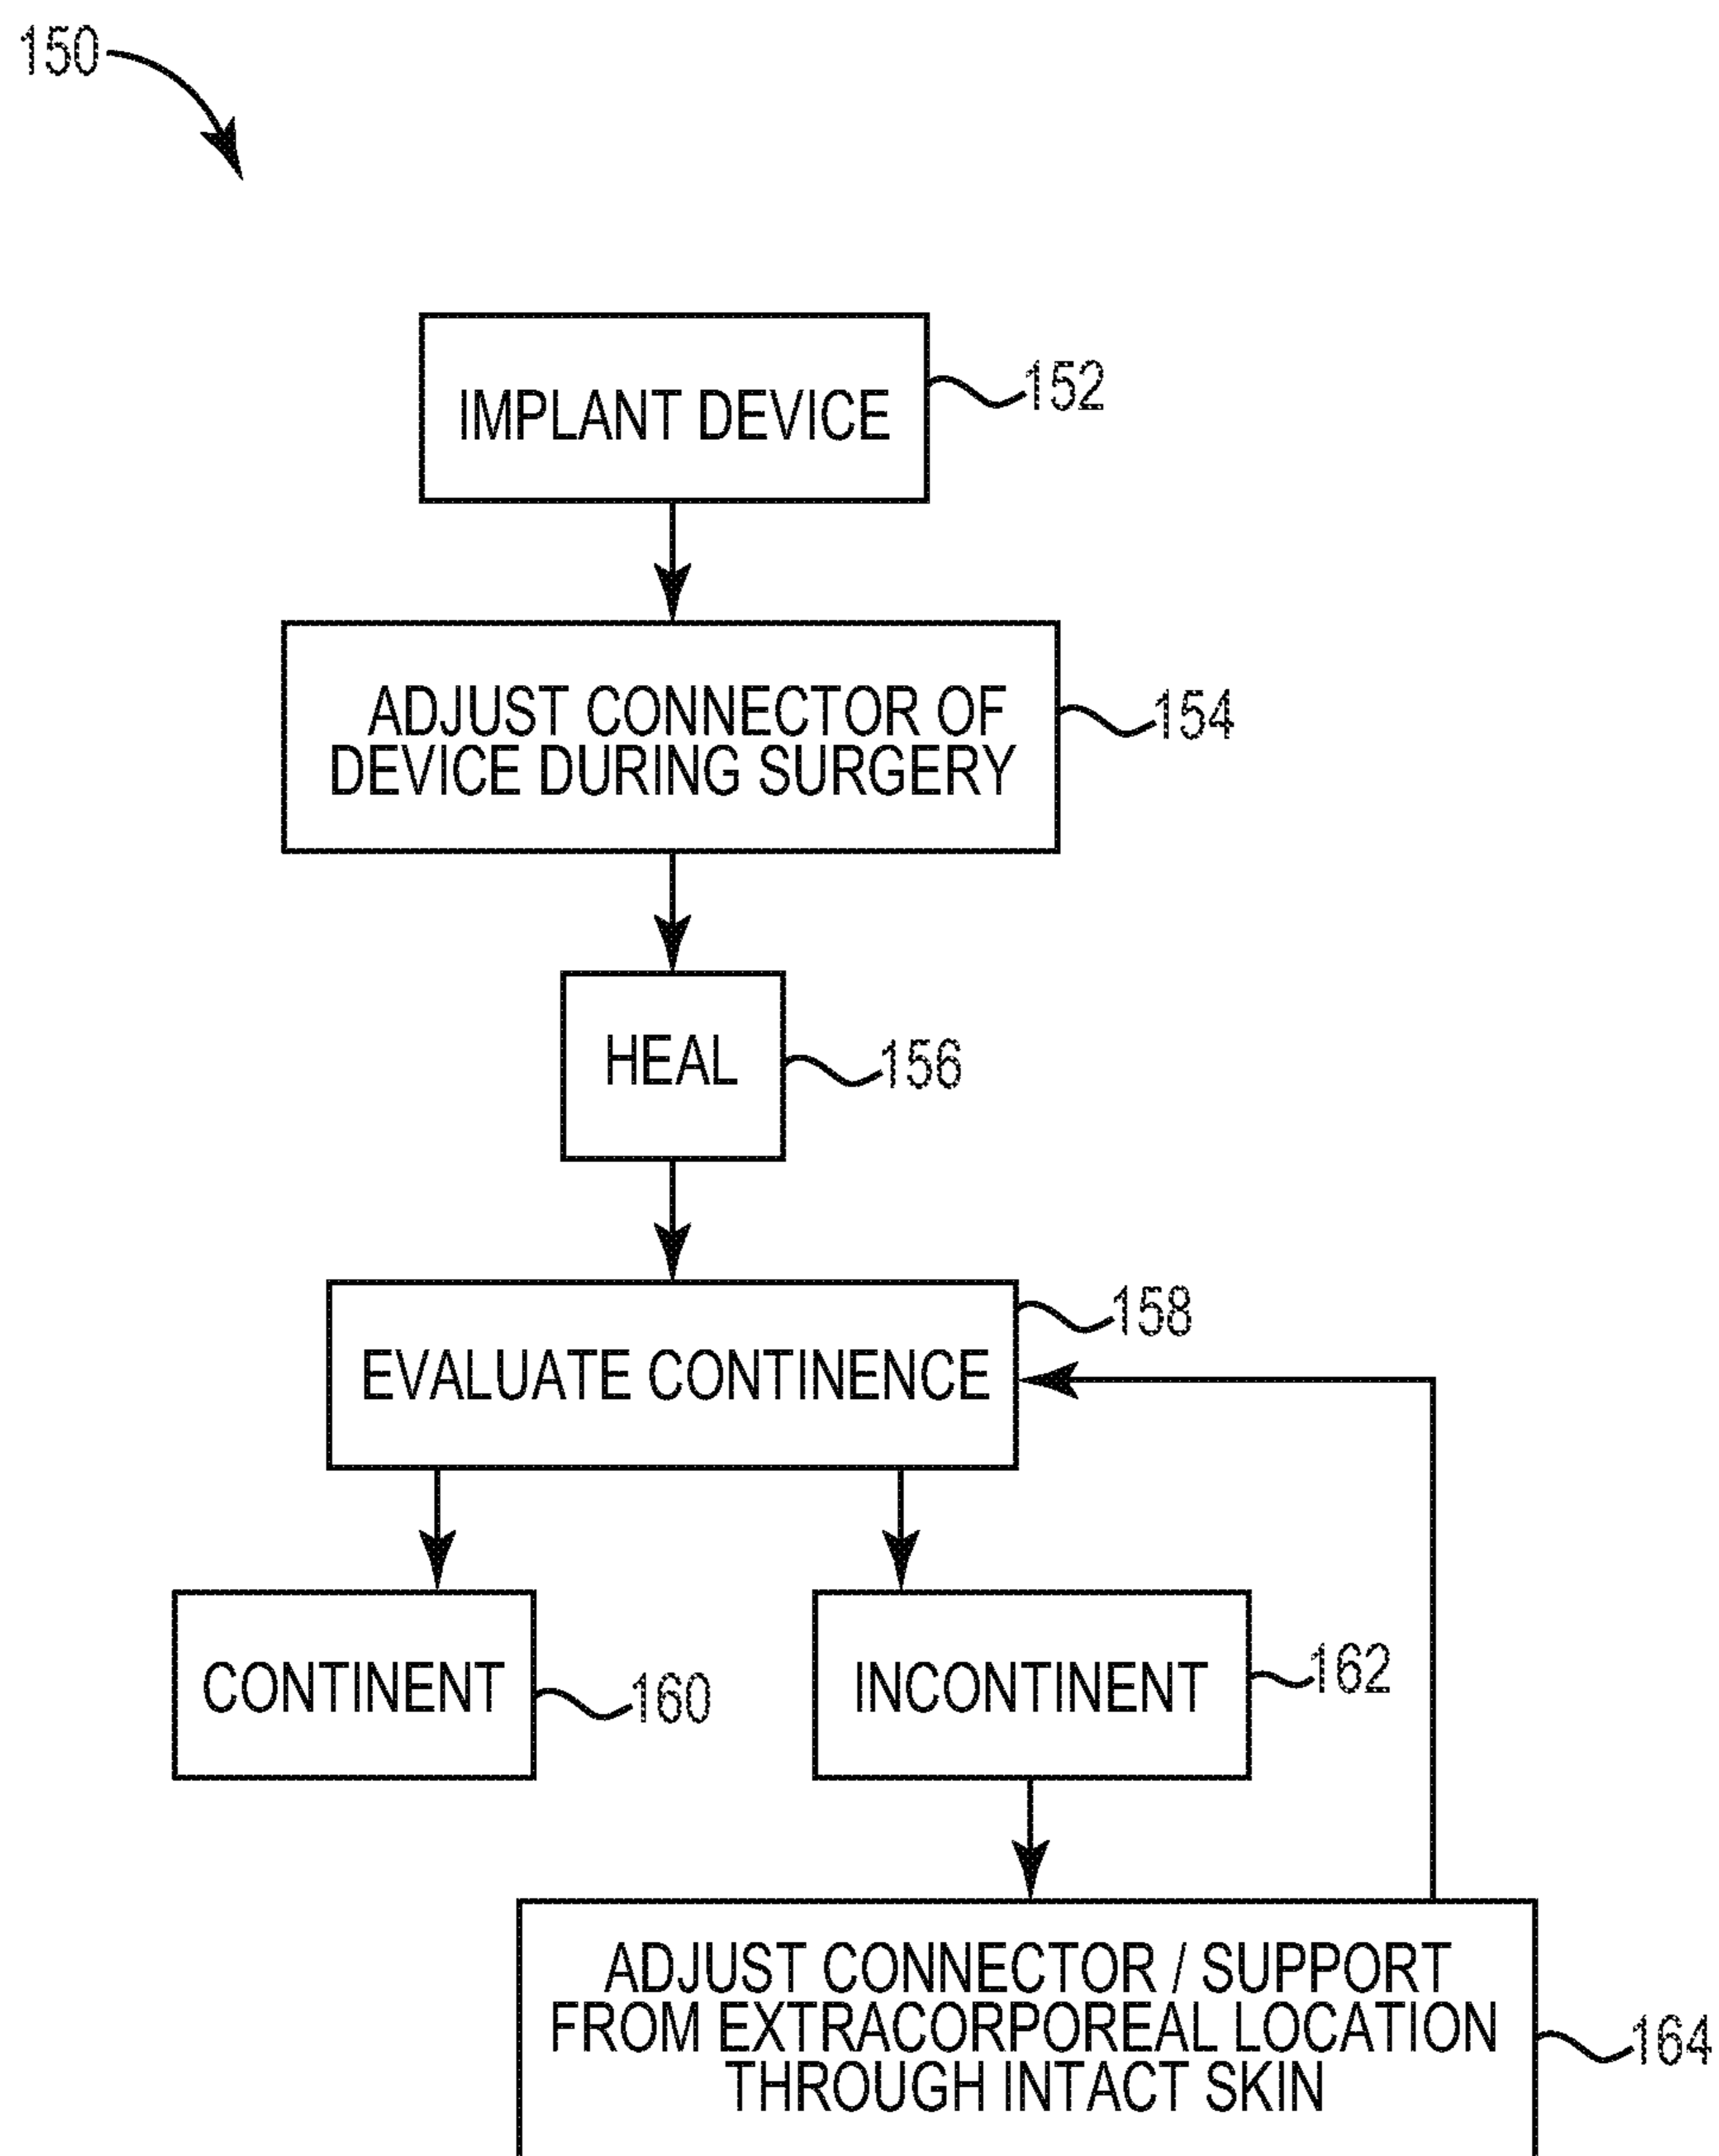 150
IMPLANT DEVICE
152
ADJUST CONNECTOR OF
DEVICE DURING SURGERY
154
HEAL
156
EVALUATE CONTINENCE
158
CONTINENT
160
INCONTINENT
162
ADJUST CONNECTOR / SUPPORT
FROM EXTRACORPOREAL LOCATION
THROUGH INTACT SKIN
164